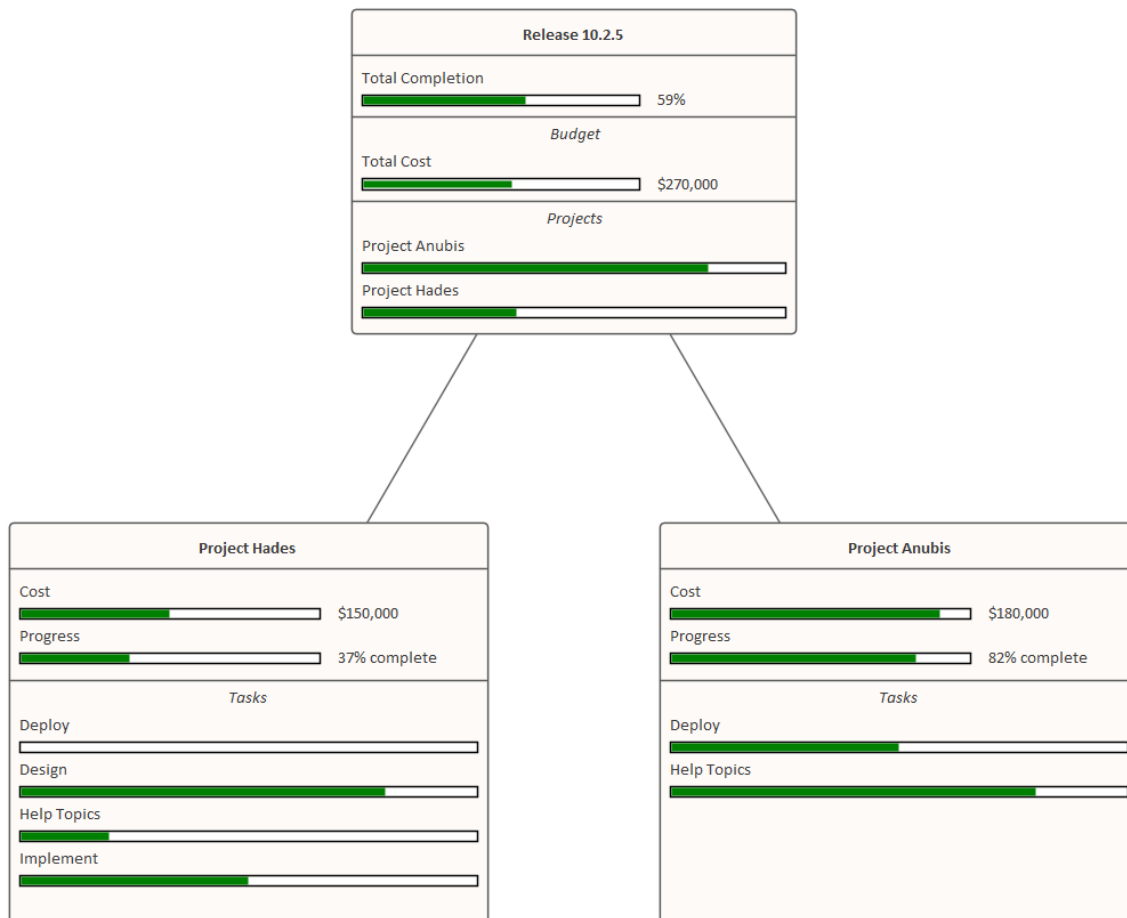 Release 10.2.5
Total Completion
59%
Budget
Total Cost
$270,000
Projects
Project Anubis
Project Hades
Project Hades
Cost
$150,000
Progress
37% complete
Tasks
Deploy
Design
Help Topics
Implement
Project Anubis
Cost
$180,000
Progress
82% complete
Tasks
Deploy
Help Topics